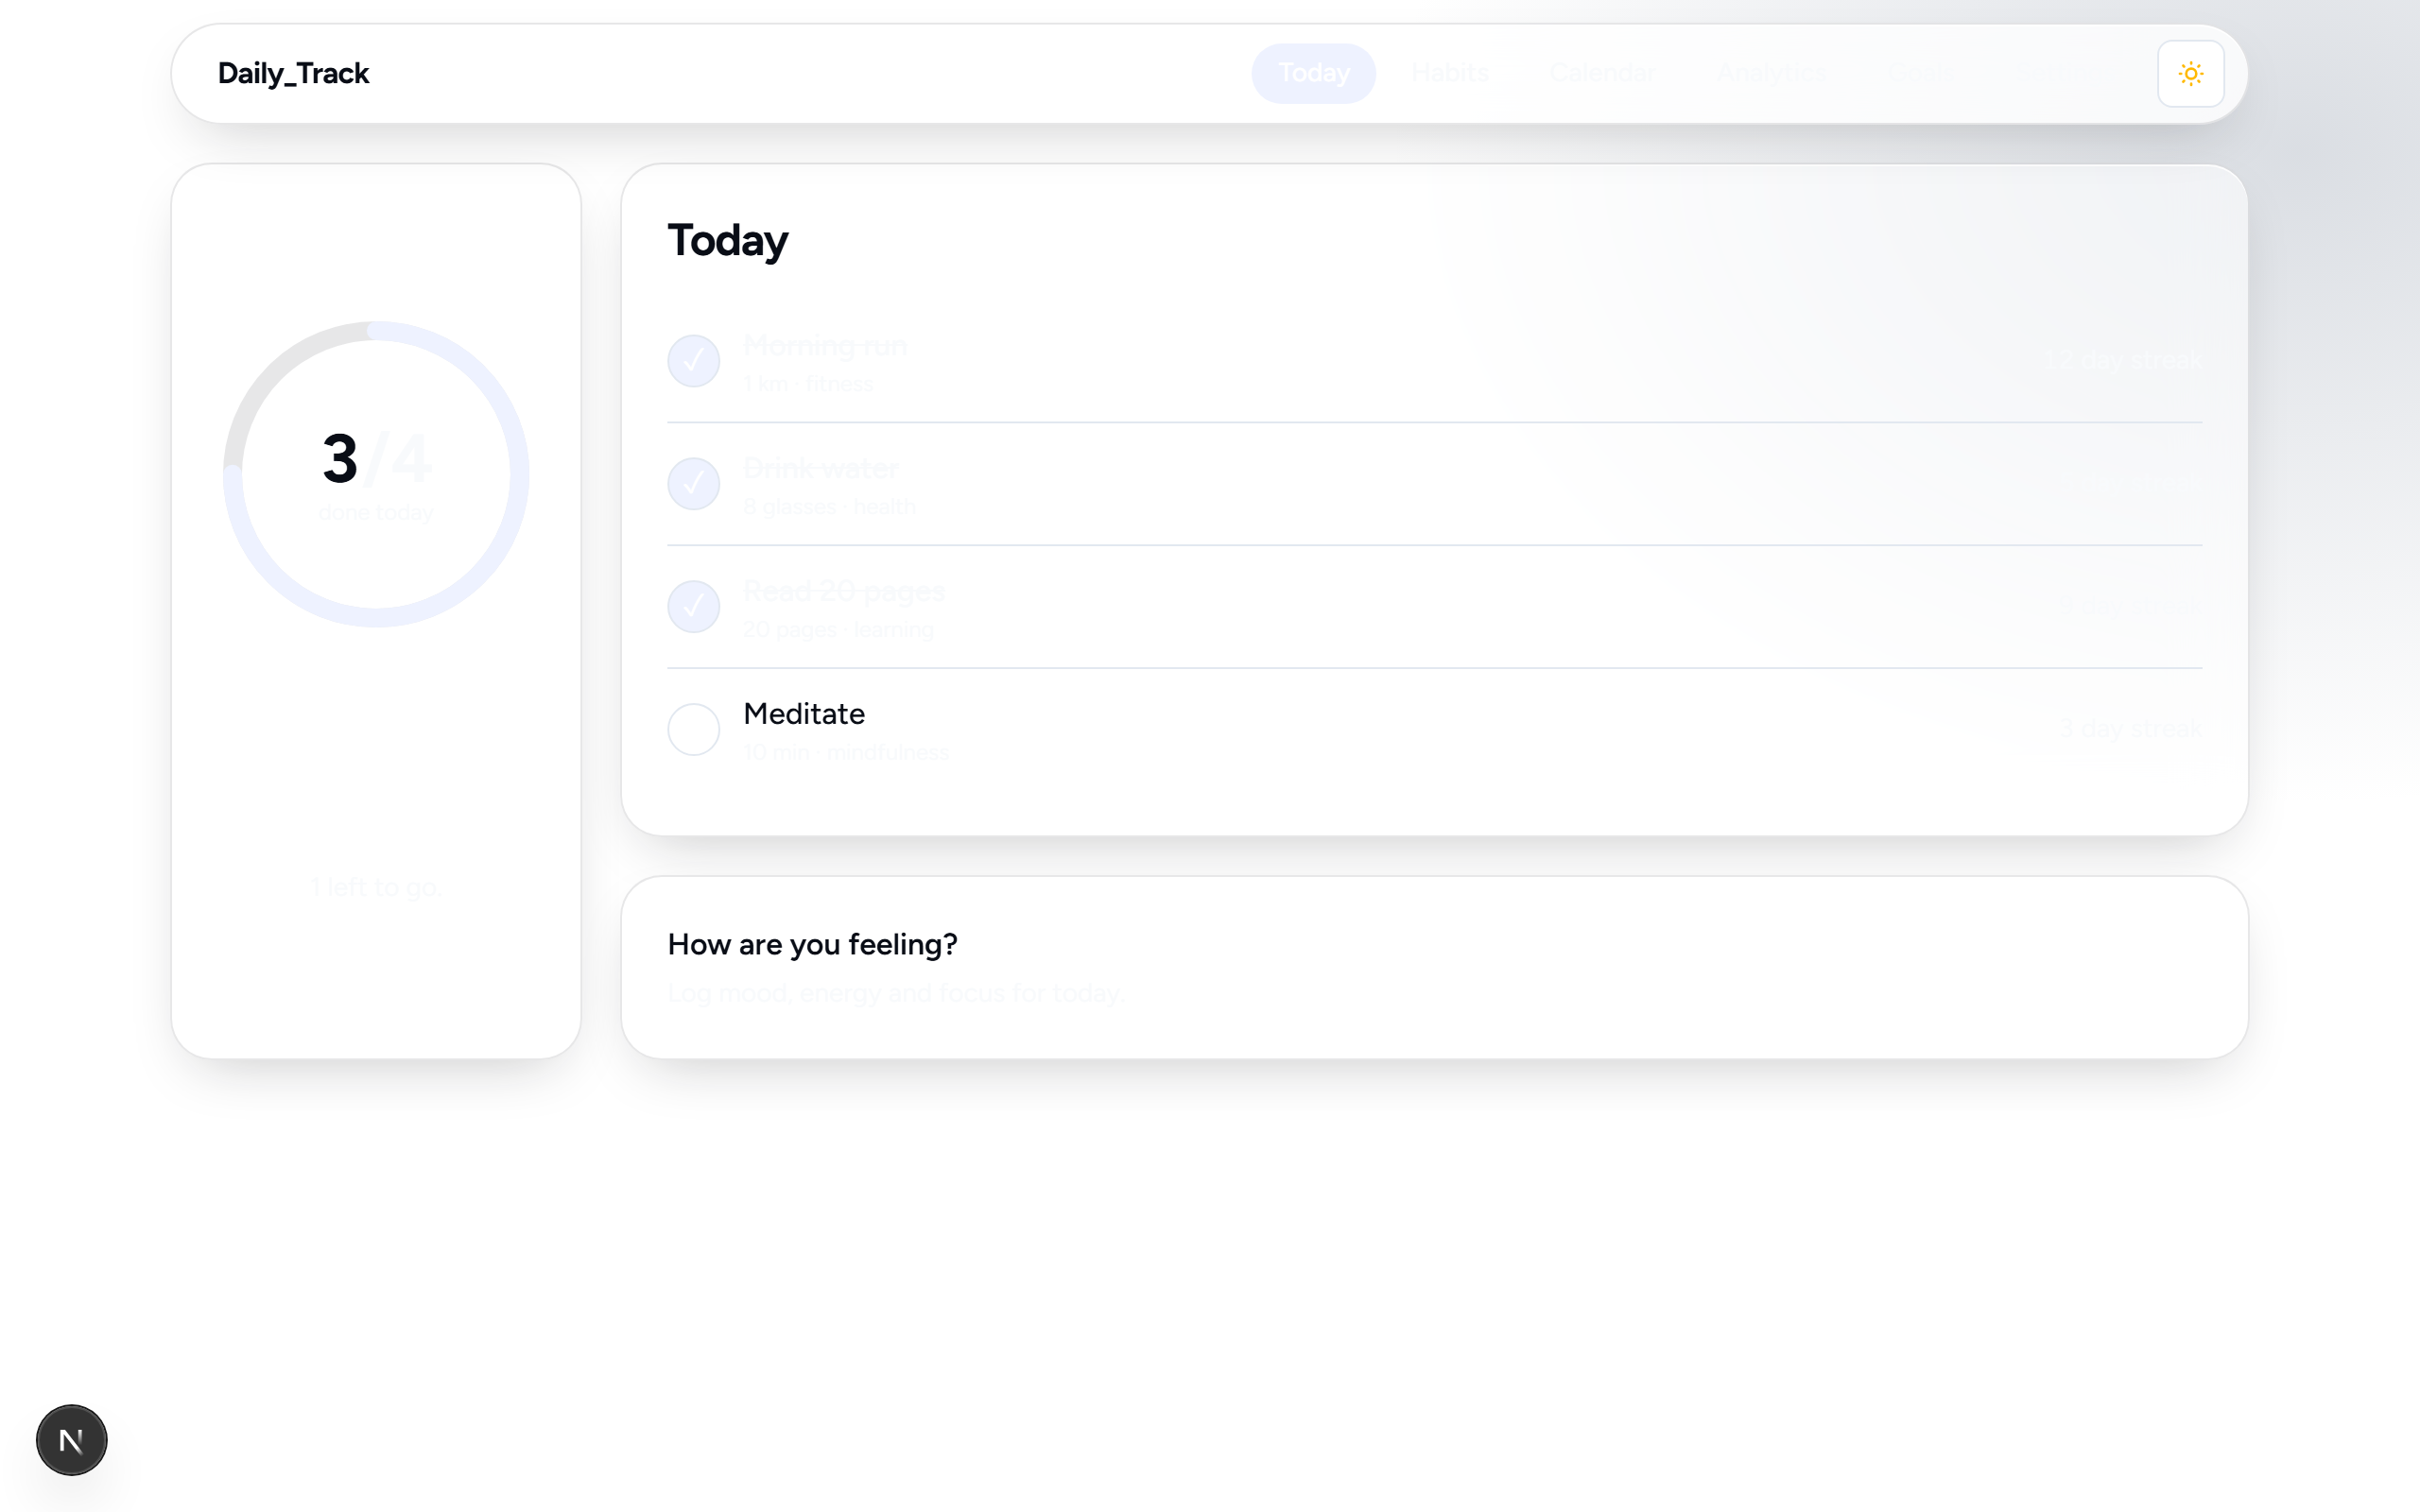 Daily_Track
Today
Habits
Calendar
Analytics
Today
3/4
done today
1 left to go.
Morning run
1 km · fitness
12 day streak
Drink water
8 glasses · health
Read 20 pages
20 pages · learning
Meditate
10 min · mindfulness
3 day streak
How are you feeling?
Log mood, energy and focus for today.
N